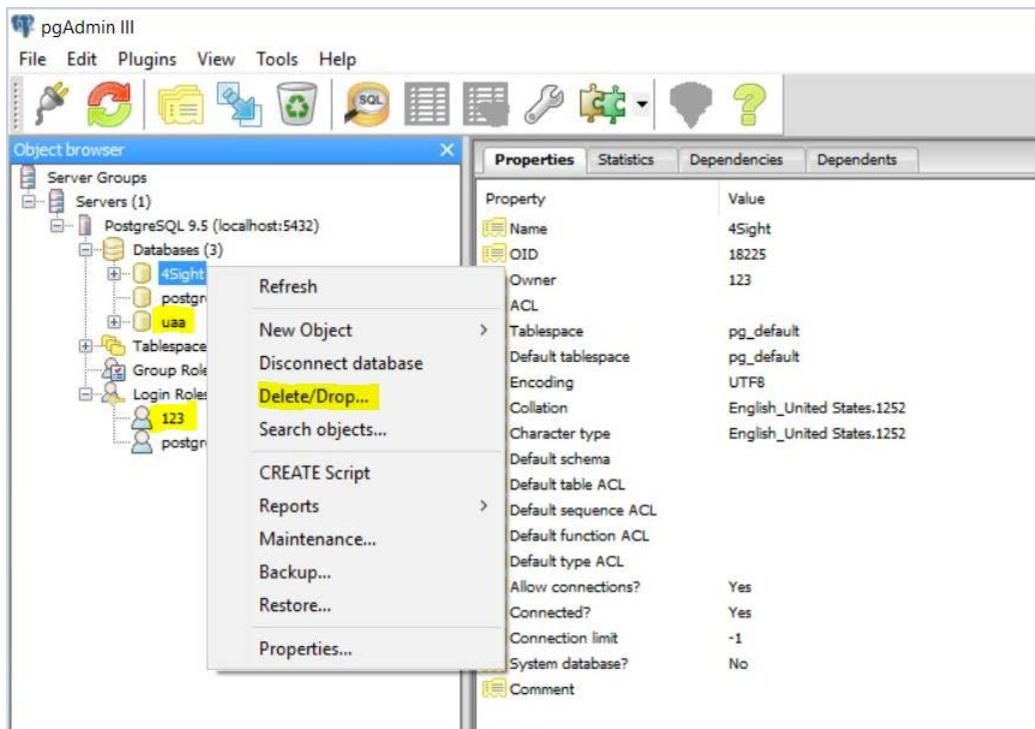 pgAdmin III
File Edit Plugins View Tools Help
SQL
Object browser
Server Groups
Servers (1)
PostgreSQL 9.5 (localhost:5432)
Databases (3)
4Sight
postgr
uaa
Tablespace
Group Role
Login Roles
123
postgr
Refresh
New Object
Disconnect database
Delete/Drop...
Search objects...
CREATE Script
Reports
Maintenance...
Backup...
Restore...
Properties...
Properties Statistics Dependencies Dependents
Property Value
Name 4Sight
OID 18225
Owner 123
ACL
Tablespace pg_default
Default tablespace pg_default
Encoding UTF8
Collation English_United States.1252
Character type English_United States.1252
Default schema
Default table ACL
Default sequence ACL
Default function ACL
Default type ACL
Allow connections? Yes
Connected? Yes
Connection limit -1
System database? No
Comment